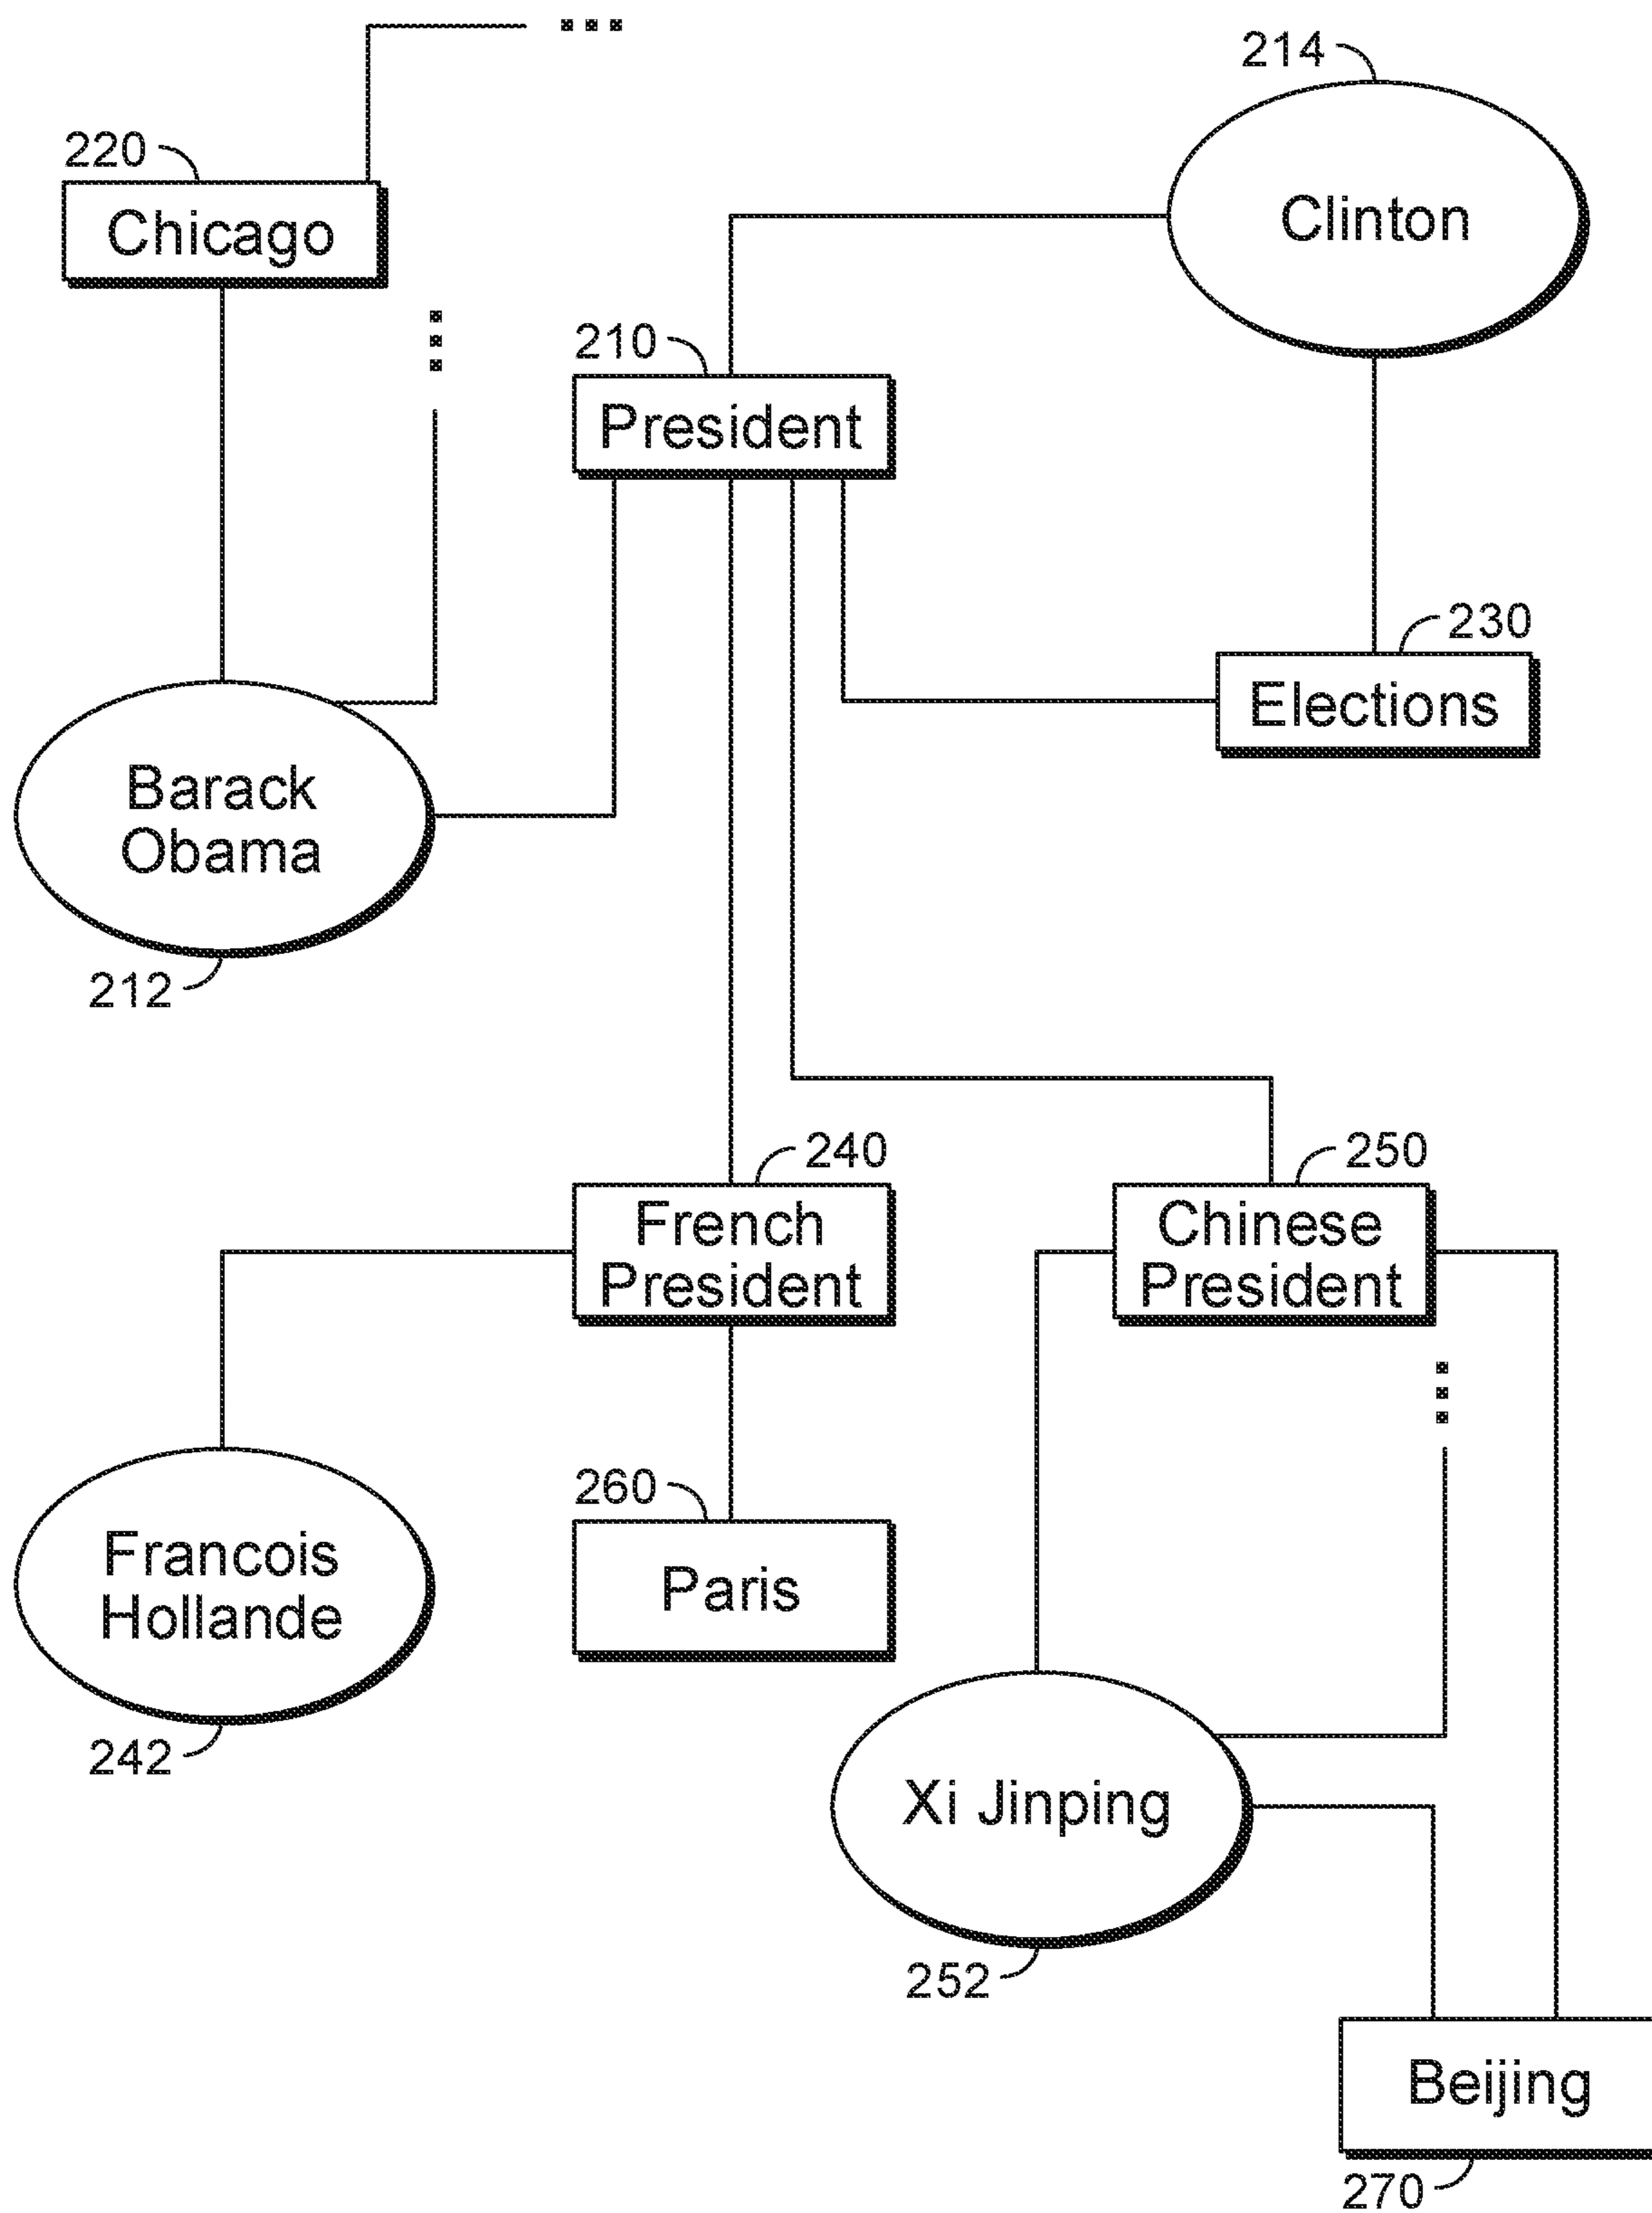 214
220
Chicago
Clinton
210
President
230
Elections
Barack
Obama
212
240
250
French
President
Chinese
President
260
Francois
Hollande
Paris
242
Xi Jinping
252
Beijing
270